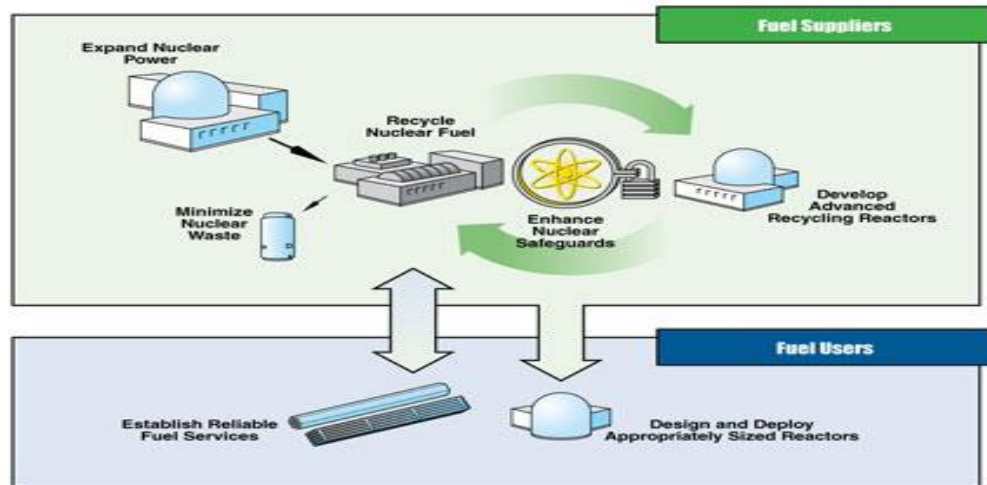 Fuel Suppliers
Expand Nuclear
Power
Recycle
Nuclear Fuel
Minimize
Nuclear
Waste
Enhance
Nuclear
Safeguards
Develop
Advanced
Recycling Reactors
Fuel Users
Establish Reliable
Fuel Services
Design and Deploy
Appropriately Sized Reactors